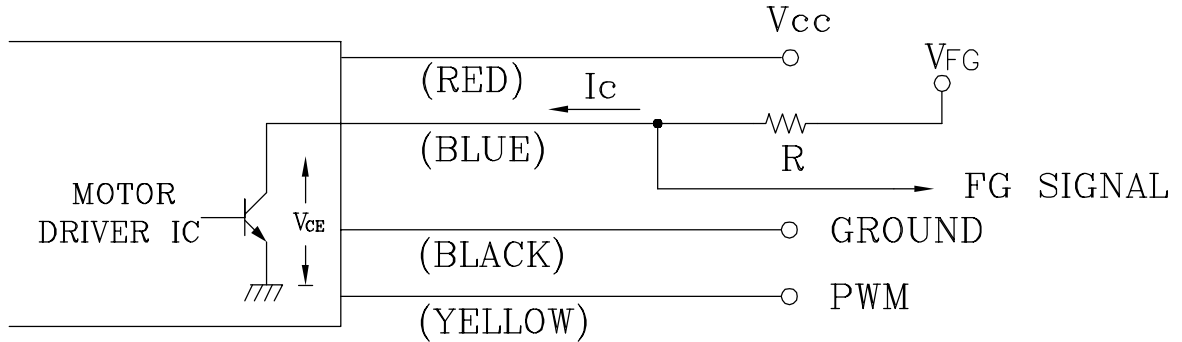 Vcc
(RED)
VFG
Ic
(BLUE)
R
MOTOR
DRIVER IC
VCE
FG SIGNAL
GROUND
(BLACK)
PWM
(YELLOW)